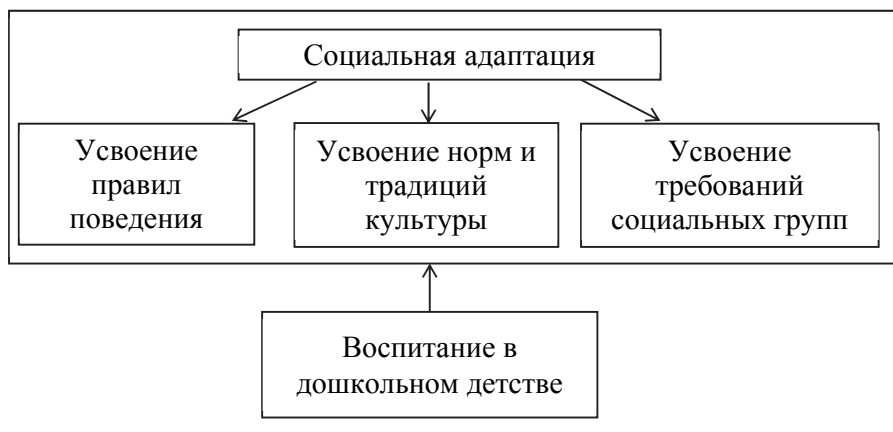 Социальная адаптация
Усвоение
правил
поведения
Усвоение норм и
традиций
культуры
Усвоение
требований
социальных групп
Воспитание в
дошкольном детстве